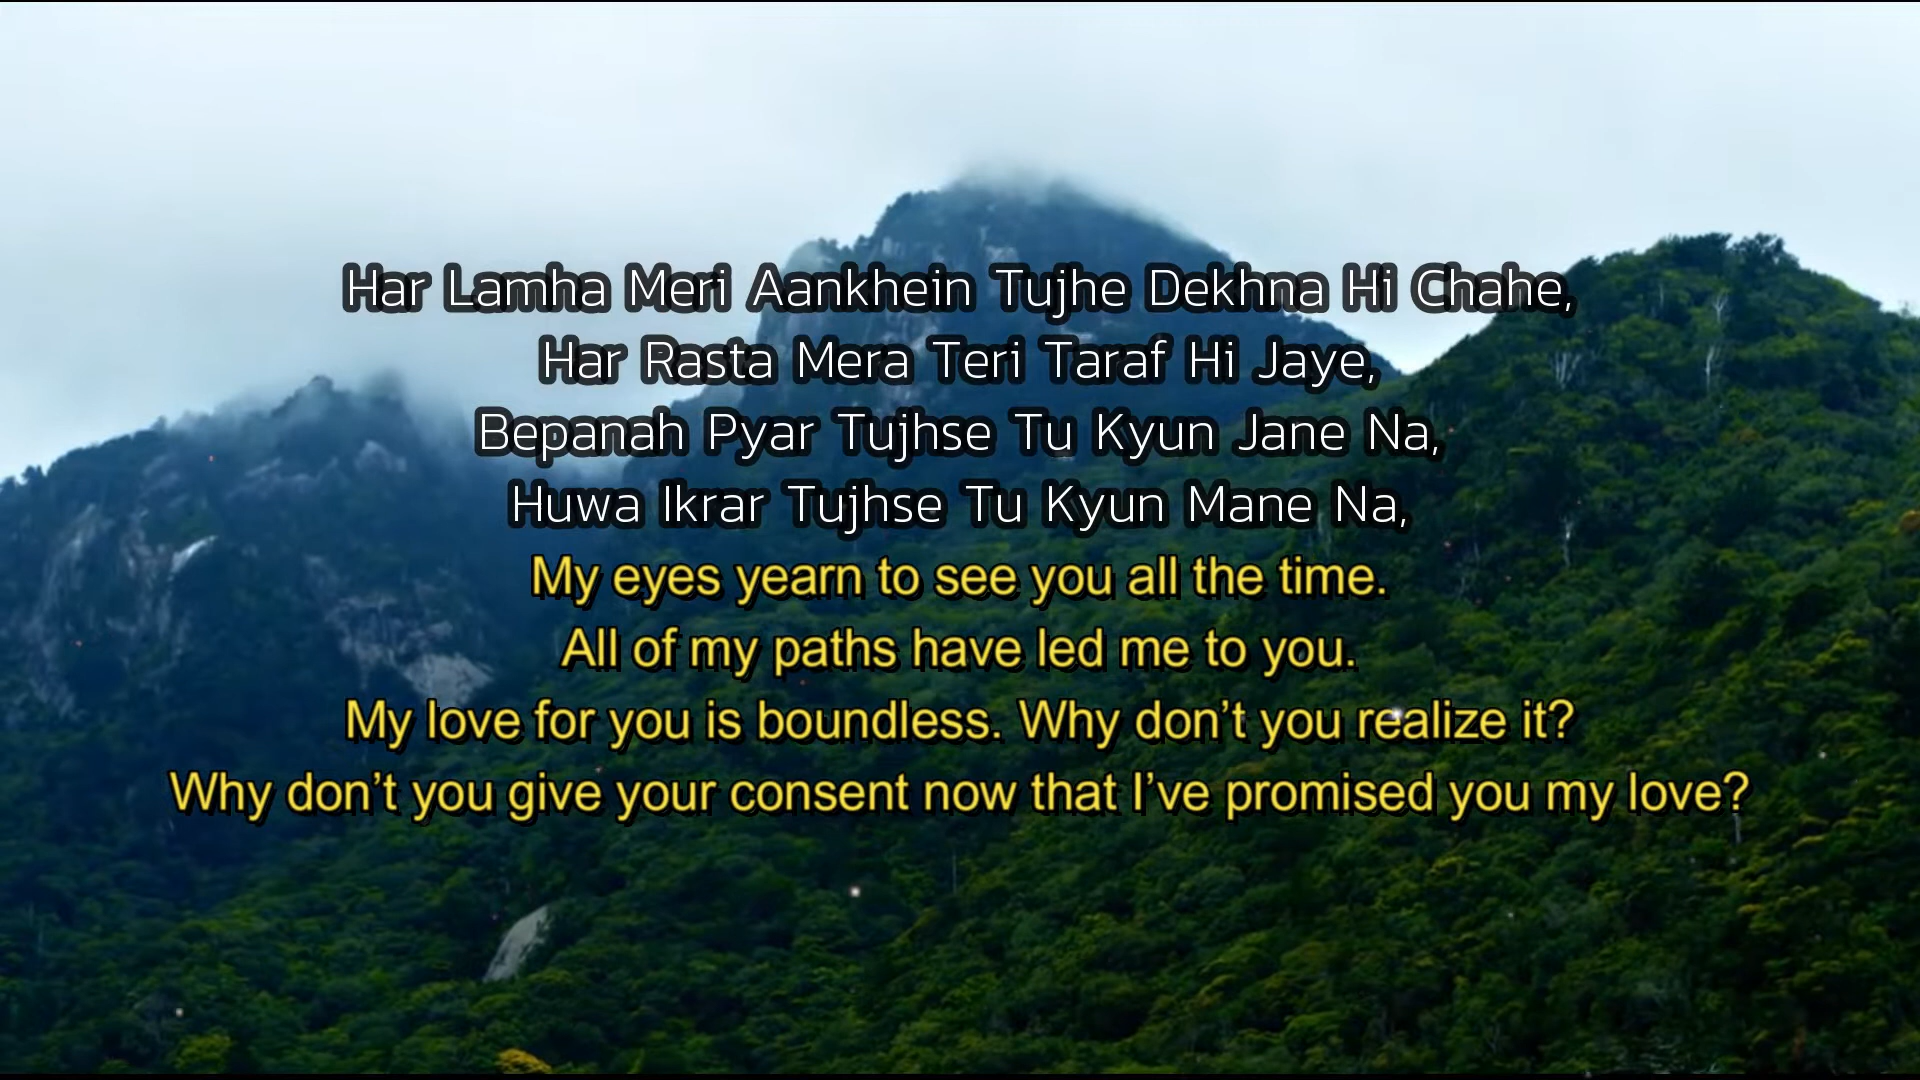 Har Lamha Meri Aankhein Tujhe Dekhna Hi Chahe,
Har Rasta Mera Teri Taraf Hi Jaye,
Bepanah Pyar Tujhse Tu Kyun Jane Na,
Huwa Ikrar Tujhse Tu Kyun Mane Na,
My eyes yearn to see you all the time.
All of my paths have led me to you.
My love for you is boundless. Why don’t you realize it?
Why don’t you give your consent now that I’ve promised you my love?